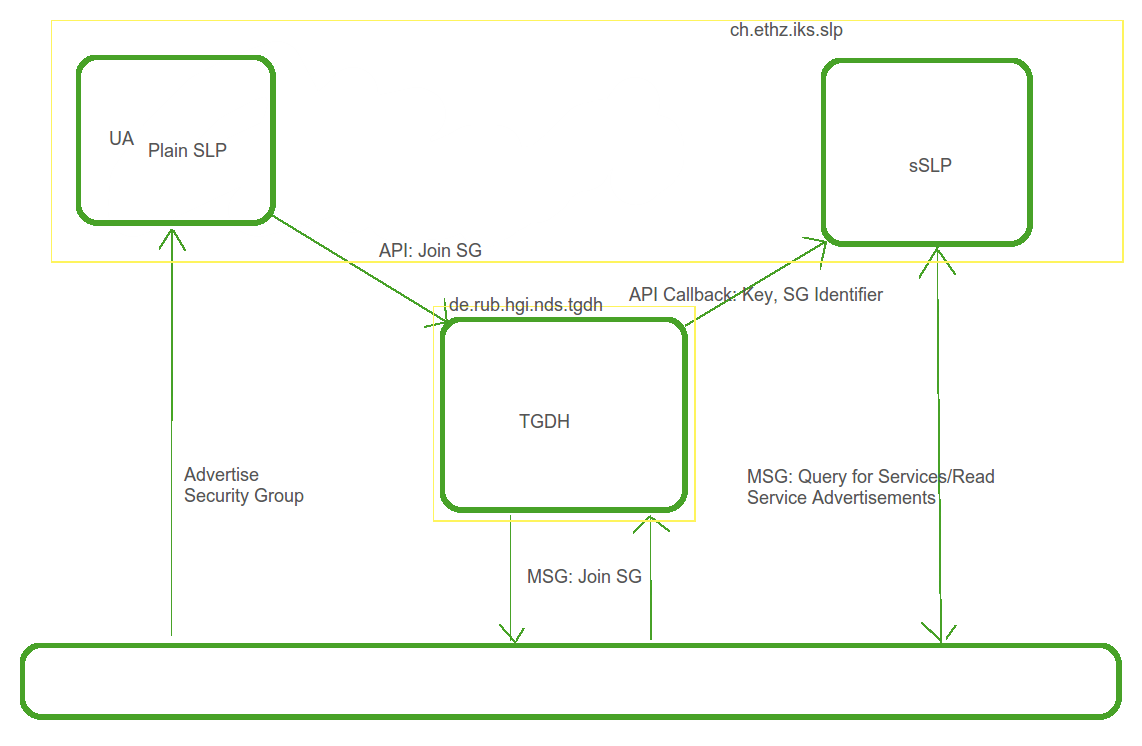 ch.ethz.iks.slp
UA
Plain SLP
sSLP
API: Join SG
API Callback: Key, SG Identifier
de.rub.hgi.nds.tgdh
TGDH
Advertise
Security Group
MSG: Query for Services/Read
Service Advertisements
MSG: Join SG